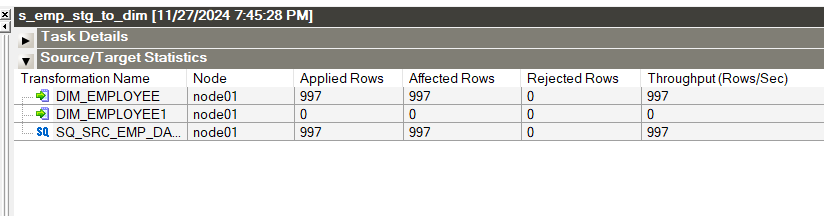 s_emp_stg_to_dim [11/27/2024 7:45:28 PM]
Task Details
Source/Target Statistics
Transformation Name Node Applied Rows Affected Rows Rejected Rows Throughput (Rows/Sec)
DIM_EMPLOYEE node01 997 997 0 997
DIM_EMPLOYEE1 node01 0 0 0 0
SQ SQ_SRC_EMP_DA... node01 997 997 0 997